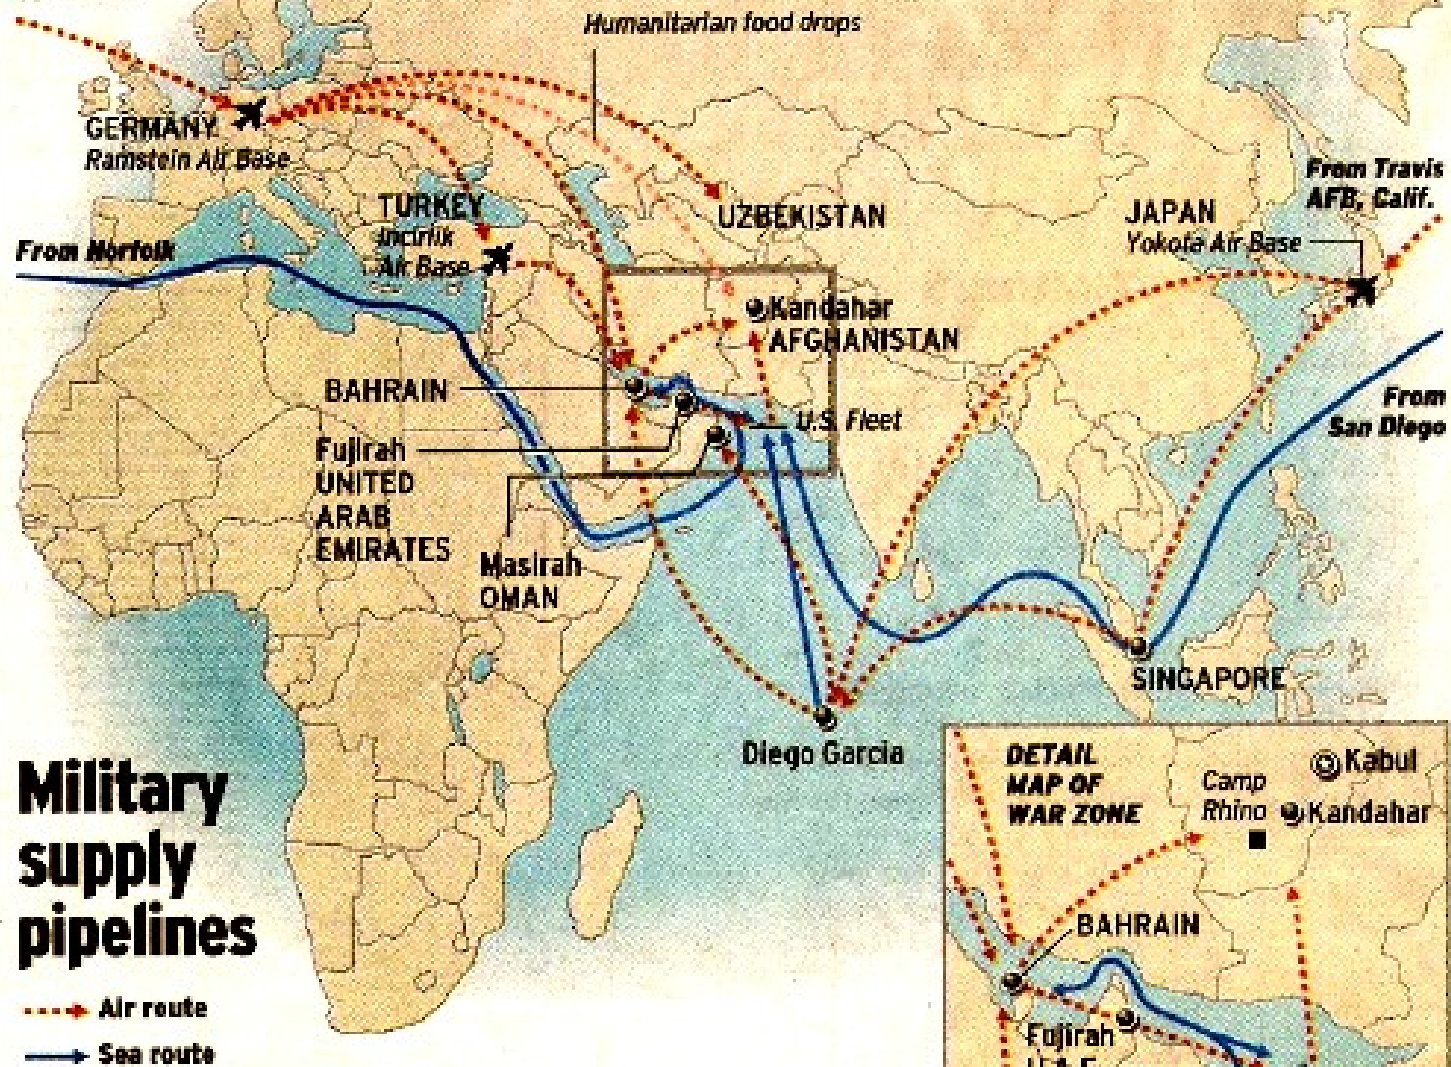 Humanitarian food drops
GERMANY
Ramstein Air Base
From Travis
AFB, Calif.
TURKEY
Incirlik
Air Base
UZBEKISTAN
JAPAN
Yokota Air Base
From Norfolk
Kandahar
AFGHANISTAN
BAHRAIN
U.S. Fleet
From
San Diego
Fujirah
UNITED
ARAB
EMIRATES
Masirah
OMAN
SINGAPORE
Diego Garcia
DETAIL
MAP OF
WAR ZONE
Kabul
Camp
Rhino
Kandahar
BAHRAIN
Fujirah
U.A.E.
Military
supply
pipelines
Air route
Sea route